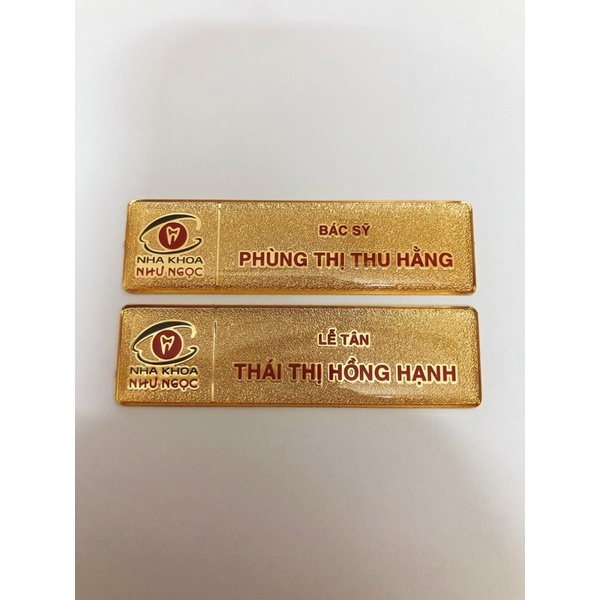 NHA KHOA
NHƯ NGỌC
BÁC SỸ
PHÙNG THỊ THU HẰNG
NHA KHOA
NHƯ NGỌC
LỄ TÂN
THÁI THỊ HỒNG HẠNH